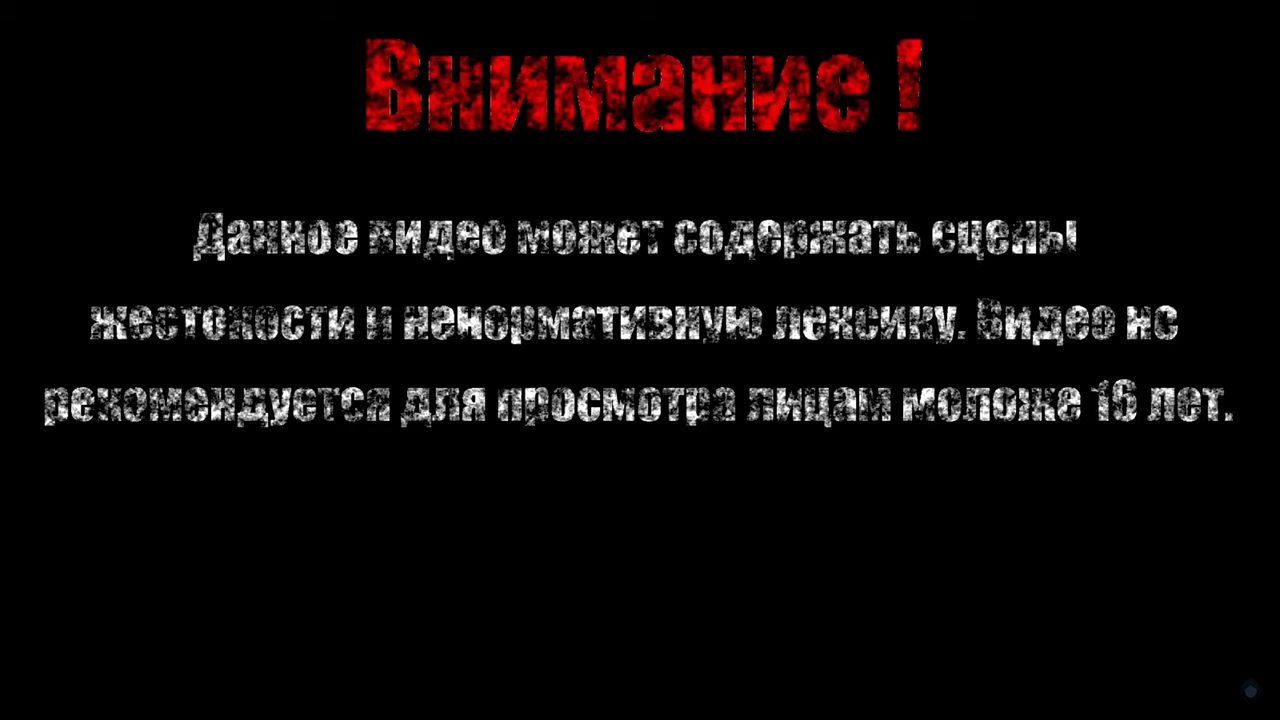 Внимание !
Данное видео может содержать сцены
жестокости и ненормативную лексику. Видео не
рекомендуется для просмотра лицам моложе 16 лет.